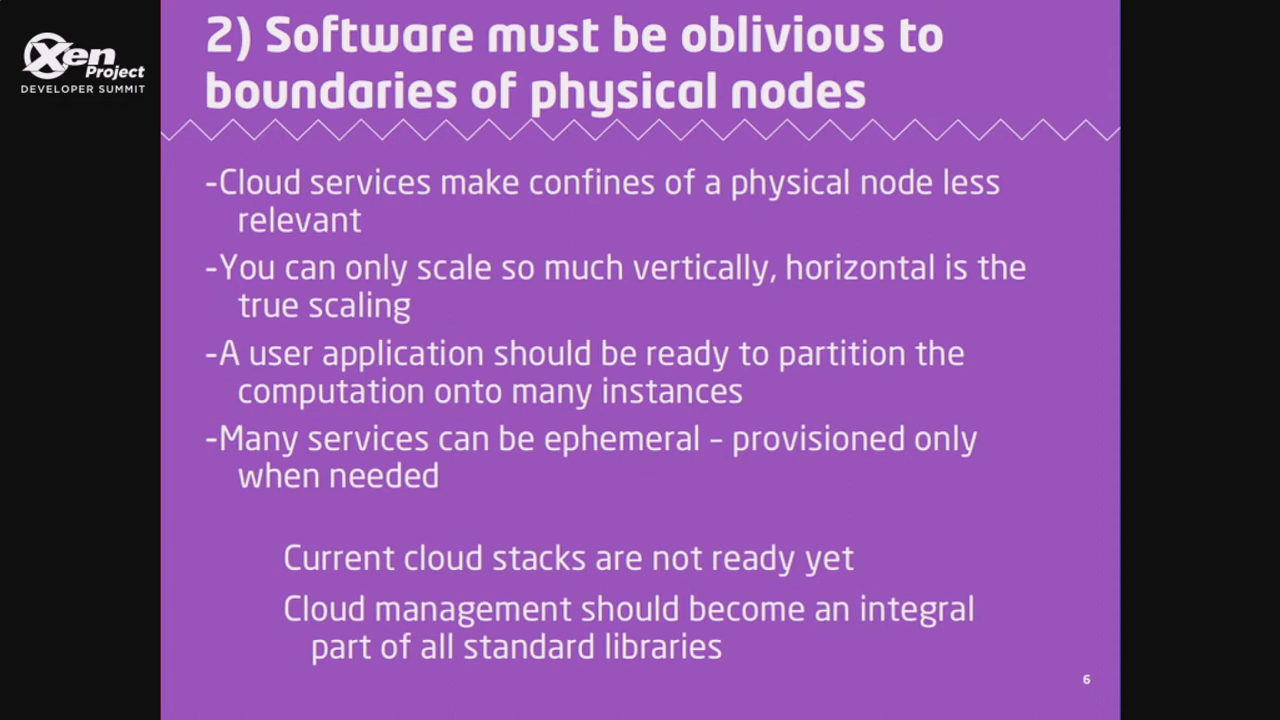 Xen
Project
DEVELOPER SUMMIT
2) Software must be oblivious to
boundaries of physical nodes
-Cloud services make confines of a physical node less
relevant
-You can only scale so much vertically, horizontal is the
true scaling
-A user application should be ready to partition the
computation onto many instances
-Many services can be ephemeral – provisioned only
when needed
Current cloud stacks are not ready yet
Cloud management should become an integral
part of all standard libraries
6